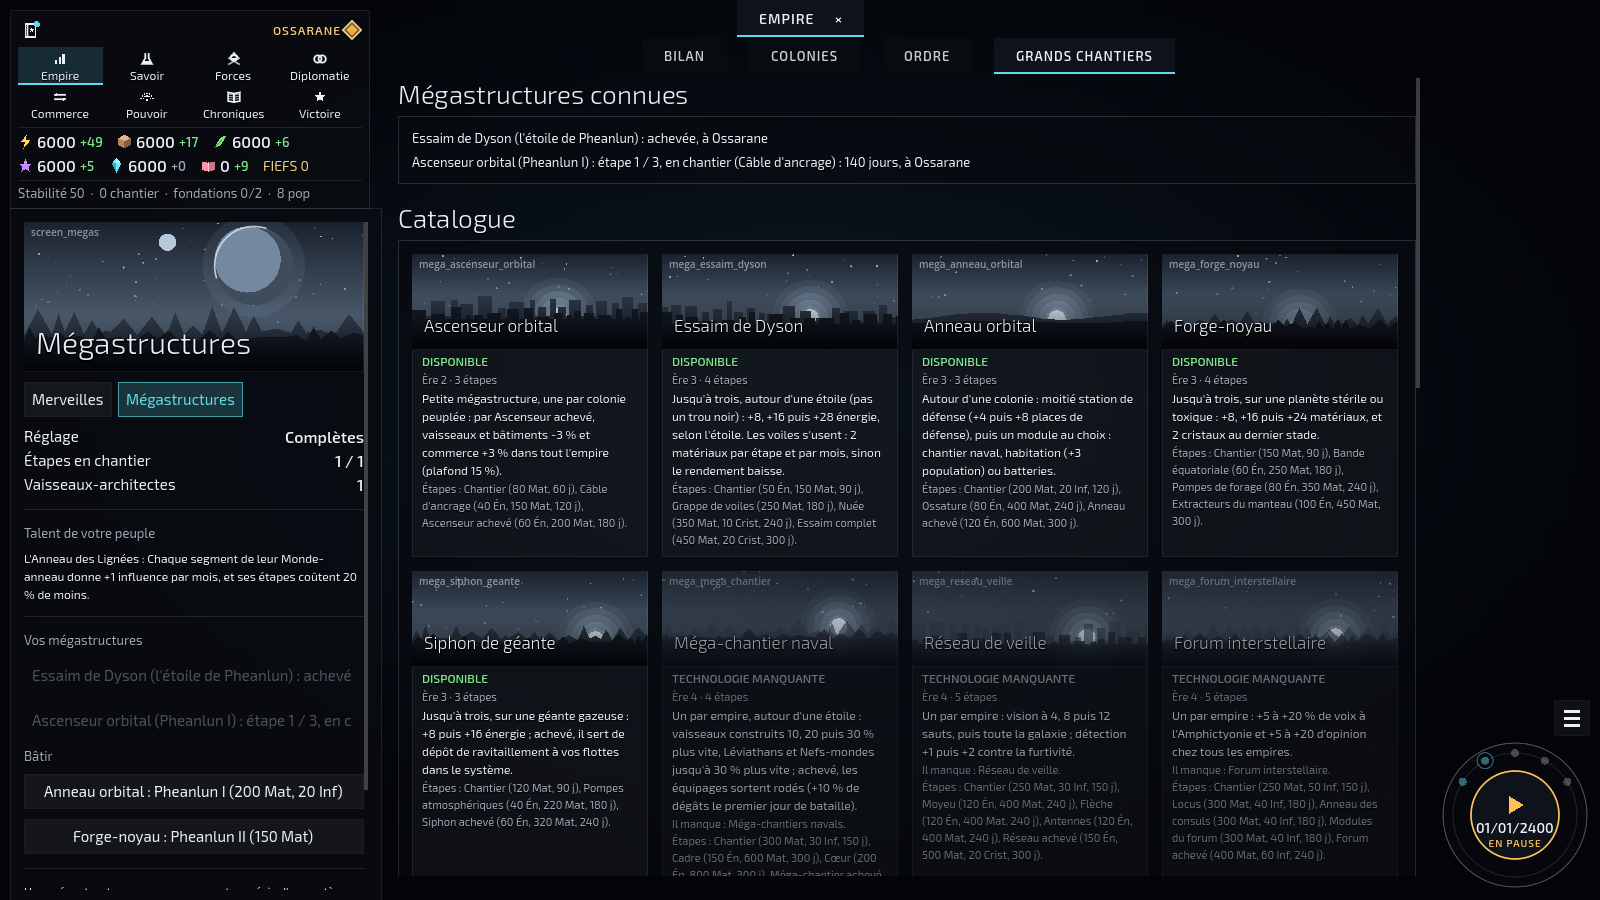 OSSARANE
Empire
Savoir
Forces
Diplomatie
Commerce
Pouvoir
Chroniques
Victoire
6000 +49
6000 +17
6000 +6
6000 +5
6000 +0
0 +9
FIEFS 0
Stabilité 50 · 0 chantier · fondations 0/2 · 8 pop
screen_megas
Mégastructures
Merveilles
Mégastructures
Réglage Complètes
Étapes en chantier 1 / 1
Vaisseaux-architectes 1
Talent de votre peuple
L'Anneau des Lignées : Chaque segment de leur Monde-
anneau donne +1 influence par mois, et ses étapes coûtent 20
% de moins.
Vos mégastructures
Essaim de Dyson (l'étoile de Pheanlun) : achevé
Ascenseur orbital (Pheanlun I) : étape 1 / 3, en c
Bâtir
Anneau orbital : Pheanlun I (200 Mat, 20 Inf)
Forge-noyau : Pheanlun II (150 Mat)
EMPIRE ×
BILAN
COLONIES
ORDRE
GRANDS CHANTIERS
Mégastructures connues
Essaim de Dyson (l'étoile de Pheanlun) : achevée, à Ossarane
Ascenseur orbital (Pheanlun I) : étape 1 / 3, en chantier (Câble d'ancrage) : 140 jours, à Ossarane
Catalogue
mega_ascenseur_orbital
Ascenseur orbital
DISPONIBLE
Ère 2 · 3 étapes
Petite mégastructure, une par colonie
peuplée : par Ascenseur achevé,
vaisseaux et bâtiments -3 % et
commerce +3 % dans tout l'empire
(plafond 15 %).
Étapes : Chantier (80 Mat, 60 j), Câble
d'ancrage (40 Én, 150 Mat, 120 j),
Ascenseur achevé (60 Én, 200 Mat, 180 j).
mega_essaim_dyson
Essaim de Dyson
DISPONIBLE
Ère 3 · 4 étapes
Jusqu'à trois, autour d'une étoile (pas
un trou noir) : +8, +16 puis +28 énergie,
selon l'étoile. Les voiles s'usent : 2
matériaux par étape et par mois, sinon
le rendement baisse.
Étapes : Chantier (50 Én, 150 Mat, 90 j),
Grappe de voiles (250 Mat, 180 j), Nuée
(350 Mat, 10 Crist, 240 j), Essaim complet
(450 Mat, 20 Crist, 300 j).
mega_anneau_orbital
Anneau orbital
DISPONIBLE
Ère 3 · 3 étapes
Autour d'une colonie : moitié station de
défense (+4 puis +8 places de
défense), puis un module au choix :
chantier naval, habitation (+3
population) ou batteries.
Étapes : Chantier (200 Mat, 20 Inf, 120 j),
Ossature (80 Én, 400 Mat, 240 j), Anneau
achevé (120 Én, 600 Mat, 300 j).
mega_forge_noyau
Forge-noyau
DISPONIBLE
Ère 3 · 4 étapes
Jusqu'à trois, sur une planète stérile ou
toxique : +8, +16 puis +24 matériaux, et
2 cristaux au dernier stade.
Étapes : Chantier (150 Mat, 90 j), Bande
équatoriale (60 Én, 250 Mat, 180 j),
Pompes de forage (80 Én, 350 Mat, 240 j),
Extracteurs du manteau (100 Én, 450 Mat,
300 j).
mega_siphon_geante
Siphon de géante
DISPONIBLE
Ère 3 · 3 étapes
Jusqu'à trois, sur une géante gazeuse :
+8 puis +16 énergie ; achevé, il sert de
dépôt de ravitaillement à vos flottes
dans le système.
Étapes : Chantier (120 Mat, 90 j), Pompes
atmosphériques (40 Én, 220 Mat, 180 j),
Siphon achevé (60 Én, 320 Mat, 240 j).
mega_mega_chantier
Méga-chantier naval
TECHNOLOGIE MANQUANTE
Ère 4 · 4 étapes
Un par empire, autour d'une étoile :
vaisseaux construits 10, 20 puis 30 %
plus vite, Léviathans et Nefs-mondes
jusqu'à 30 % plus vite ; achevé, les
équipages sortent rodés (+10 % de
dégâts le premier jour de bataille).
Il manque : Méga-chantiers navals.
Étapes : Chantier (300 Mat, 30 Inf, 150 j),
Cadre (150 Én, 600 Mat, 300 j), Cœur (200
Én, 800 Mat, 300 j), Méga-chantier achevé
mega_reseau_veille
Réseau de veille
TECHNOLOGIE MANQUANTE
Ère 4 · 5 étapes
Un par empire : vision à 4, 8 puis 12
sauts, puis toute la galaxie ; détection
+1 puis +2 contre la furtivité.
Il manque : Réseau de veille.
Étapes : Chantier (250 Mat, 30 Inf, 150 j),
Moyeu (120 Én, 400 Mat, 240 j), Flèche
(120 Én, 400 Mat, 240 j), Antennes (120 Én,
400 Mat, 240 j), Réseau achevé (150 Én,
500 Mat, 20 Crist, 300 j).
mega_forum_interstellaire
Forum interstellaire
TECHNOLOGIE MANQUANTE
Ère 4 · 5 étapes
Un par empire : +5 à +20 % de voix à
l'Amphictyonie et +5 à +20 d'opinion
chez tous les empires.
Il manque : Forum interstellaire.
Étapes : Chantier (250 Mat, 50 Inf, 150 j),
Locus (300 Mat, 40 Inf, 180 j), Anneau des
consuls (300 Mat, 40 Inf, 180 j), Modules
du forum (300 Mat, 40 Inf, 180 j), Forum
achevé (400 Mat, 60 Inf, 240 j).
01/01/2400
EN PAUSE